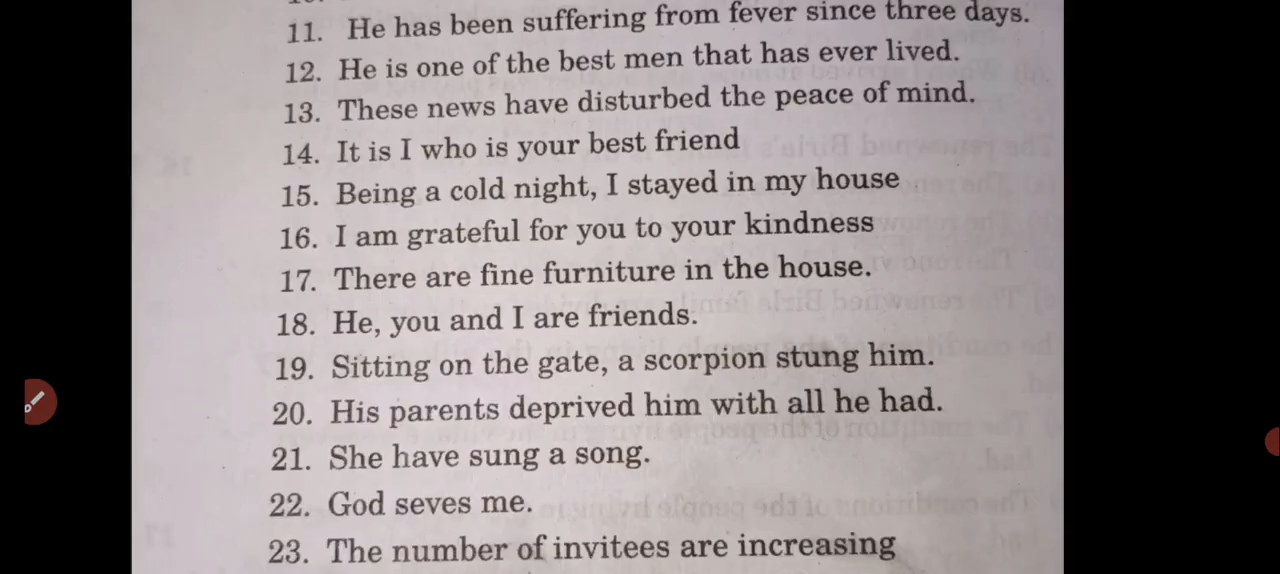 11. He has been suffering from fever since three days.
12. He is one of the best men that has ever lived.
13. These news have disturbed the peace of mind.
14. It is I who is your best friend
15. Being a cold night, I stayed in my house
16. I am grateful for you to your kindness
17. There are fine furniture in the house.
18. He, you and I are friends.
19. Sitting on the gate, a scorpion stung him.
20. His parents deprived him with all he had.
21. She have sung a song.
22. God seves me.
23. The number of invitees are increasing